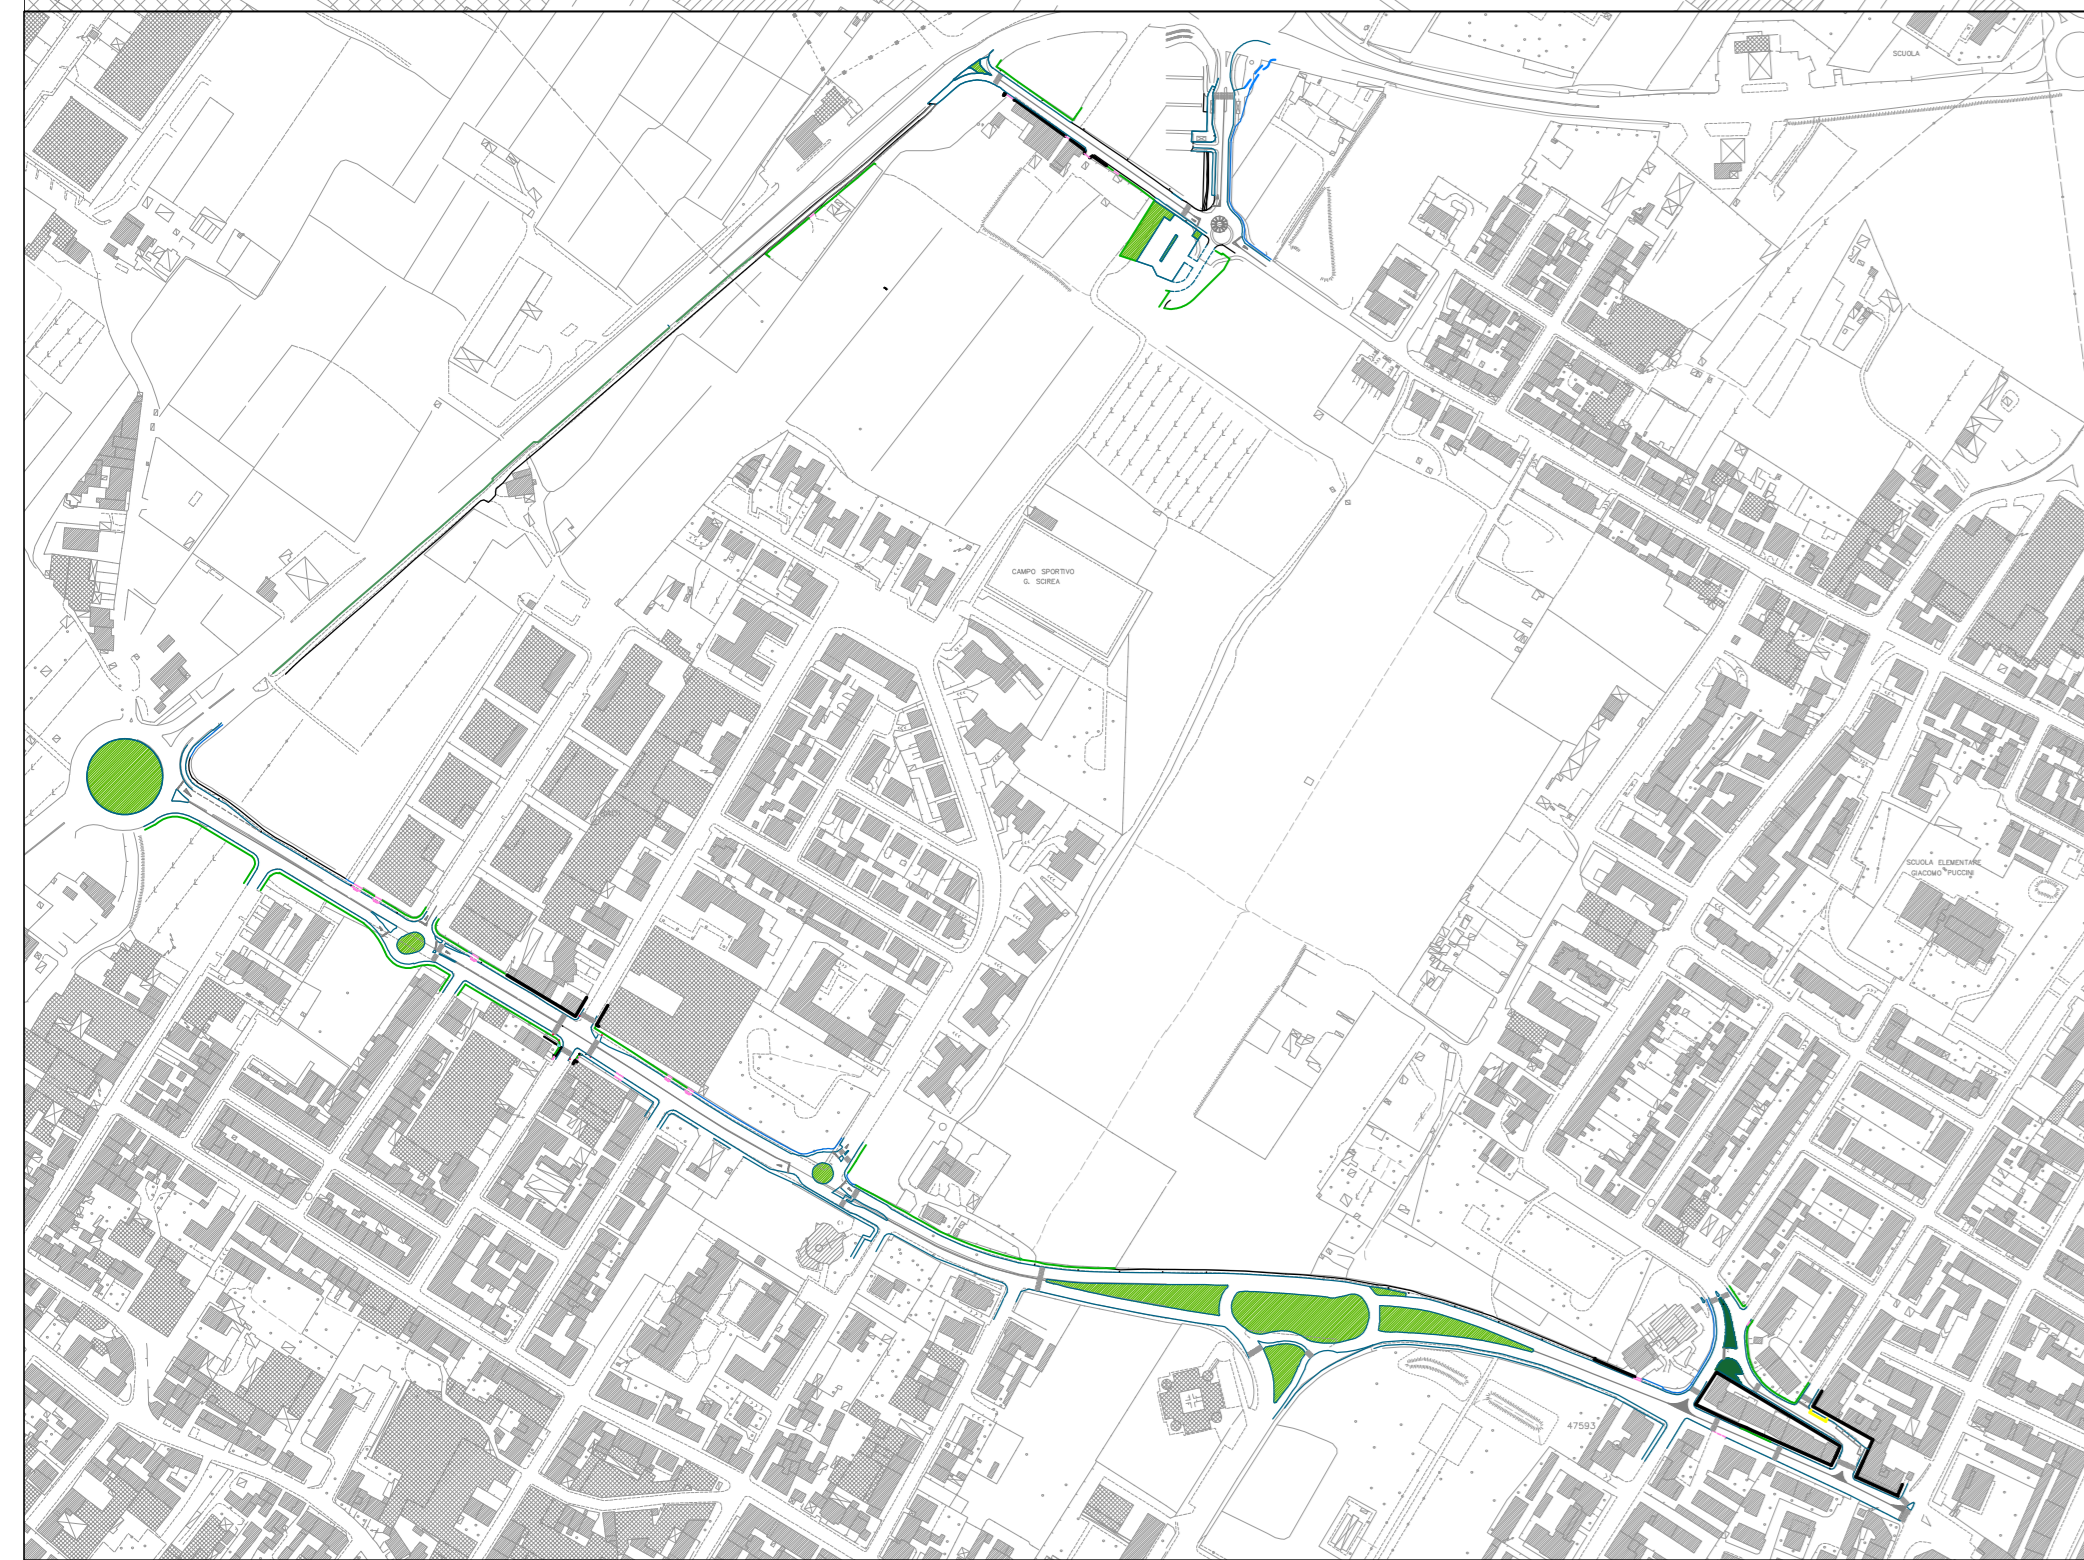 SCUOLA
CAMPO SPORTIVO
G. SCIREA
SCUOLA ELEMENTARE
GIACOMO PUCCINI
47593